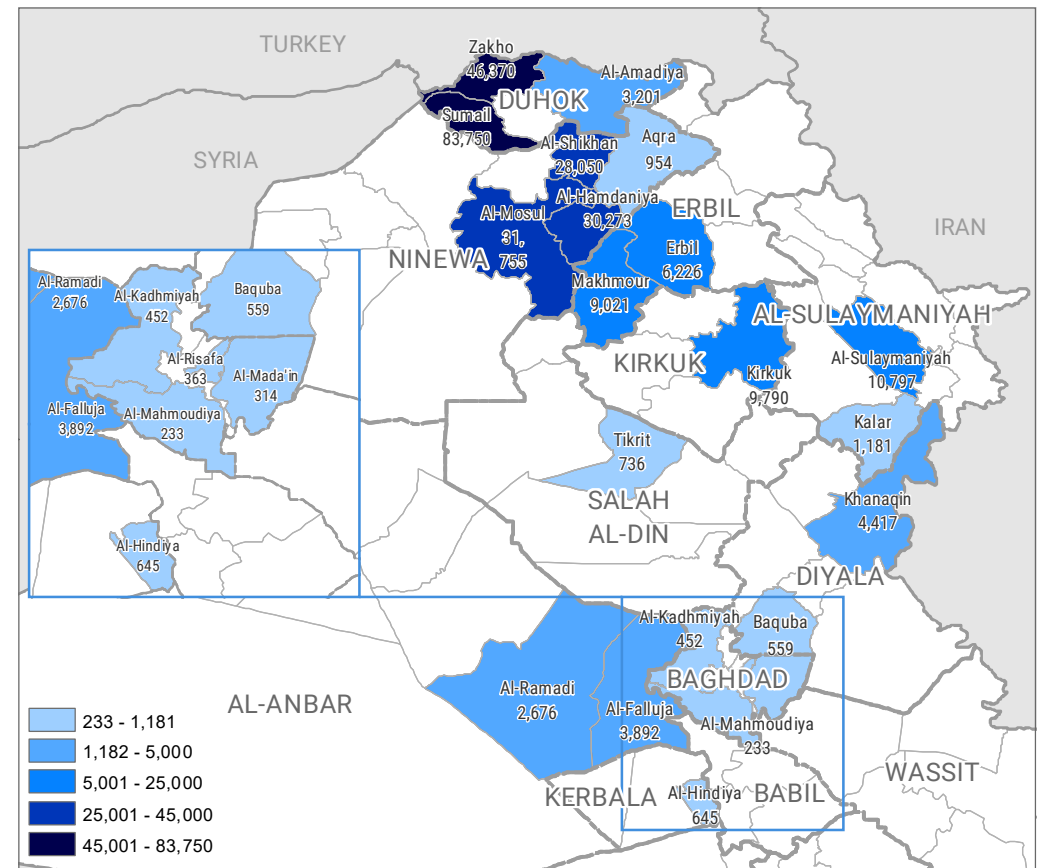 TURKEY
Zakho
46,370
Al-Amadiya
3,201
DUHOK
Sumail
83,750
Al-Shikhan
28,050
Aqra
954
SYRIA
Al-Hamdaniya
30,273
Al-Mosul
31,
755
ERBIL
IRAN
NINEWA
Erbil
6,226
Makhmour
9,021
AL-SULAYMANIYAH
KIRKUK
Kirkuk
9,790
Al-Sulaymaniyah
10,797
Al-Ramadi
2,676
Al-Kadhmiyah
452
Baquba
559
Al-Risafa
363
Al-Mada'in
314
Al-Falluja
3,892
Al-Mahmoudiya
233
Al-Hindiya
645
Kalar
1,181
Tikrit
736
SALAH
AL-DIN
Khanaqin
4,417
DIYALA
Al-Kadhmiyah
452
Baquba
559
BAGHDAD
Al-Ramadi
2,676
Al-Falluja
3,892
Al-Mahmoudiya
233
AL-ANBAR
KERBALA
Al-Hindiya
645
BABIL
WASSIT
233 - 1,181
1,182 - 5,000
5,001 - 25,000
25,001 - 45,000
45,001 - 83,750